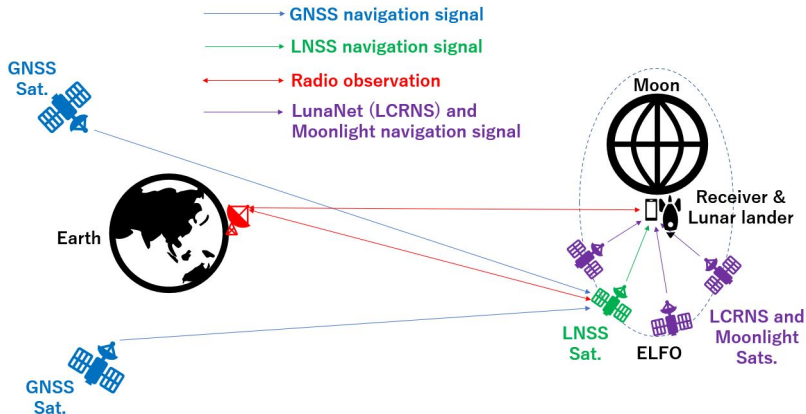 GNSS navigation signal
LNSS navigation signal
Radio observation
LunaNet (LCRNS) and
Moonlight navigation signal
GNSS
Sat.
Moon
Earth
Receiver &
Lunar lander
LNSS
Sat.
ELFO
LCRNS and
Moonlight
Sats.
GNSS
Sat.